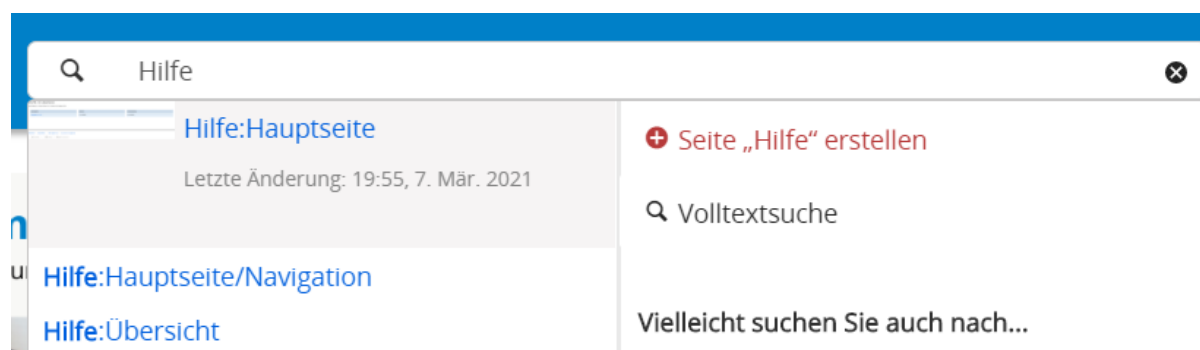 Hilfe
Hilfe:Hauptseite
Letzte Änderung: 19:55, 7. Mär. 2021
Hilfe:Hauptseite/Navigation
Hilfe:Übersicht
Seite „Hilfe“ erstellen
Volltextsuche
Vielleicht suchen Sie auch nach...